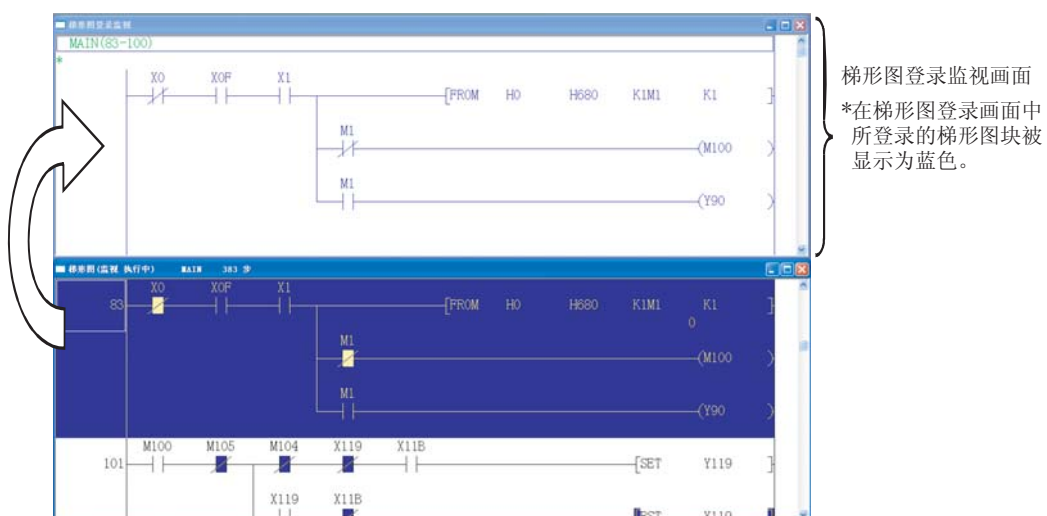 梯形图登录监视
MAIN(83-100)
*
X0 X0F X1
[FROM H0 H680 K1M1 K1 ]
M1
(M100 )
M1
(Y90 )
梯形图登录监视画面
*在梯形图登录画面中
所登录的梯形图块被
显示为蓝色。
梯形图(监视 执行中) MAIN 383 步
X0 X0F X1
83 [FROM H0 H680 K1M1 K1 ]
0
M1
(M100 )
M1
(Y90 )
M100 M105 M104 X119 X11B
101 [SET Y119 ]
X119 X11B